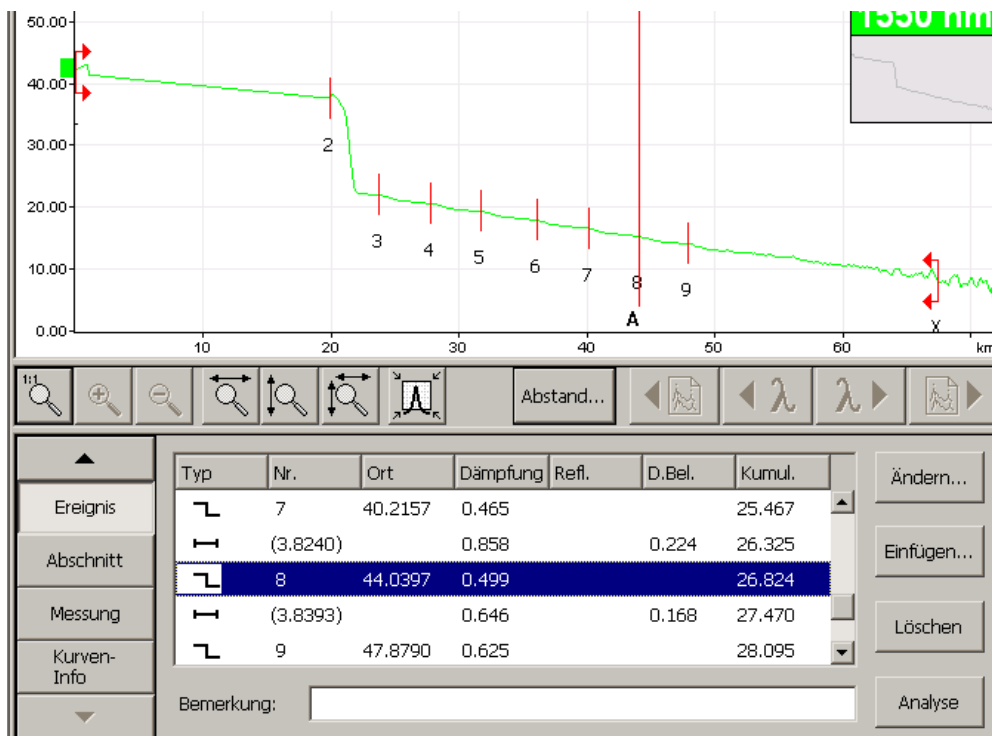 50.00
1550 nm
40.00
30.00
20.00
10.00
0.00
2
3
4
5
6
7
8
9
A
X
10 20 30 40 50 60 km
1:1
Abstand...
λ λ
Typ Nr. Ort Dämpfung Refl. D.Bel. Kumul.
7 40.2157 0.465 25.467
(3.8240) 0.858 0.224 26.325
8 44.0397 0.499 26.824
(3.8393) 0.646 0.168 27.470
9 47.8790 0.625 28.095
Ereignis
Abschnitt
Messung
Kurven-
Info
Ändern...
Einfügen...
Löschen
Analyse
Bemerkung: